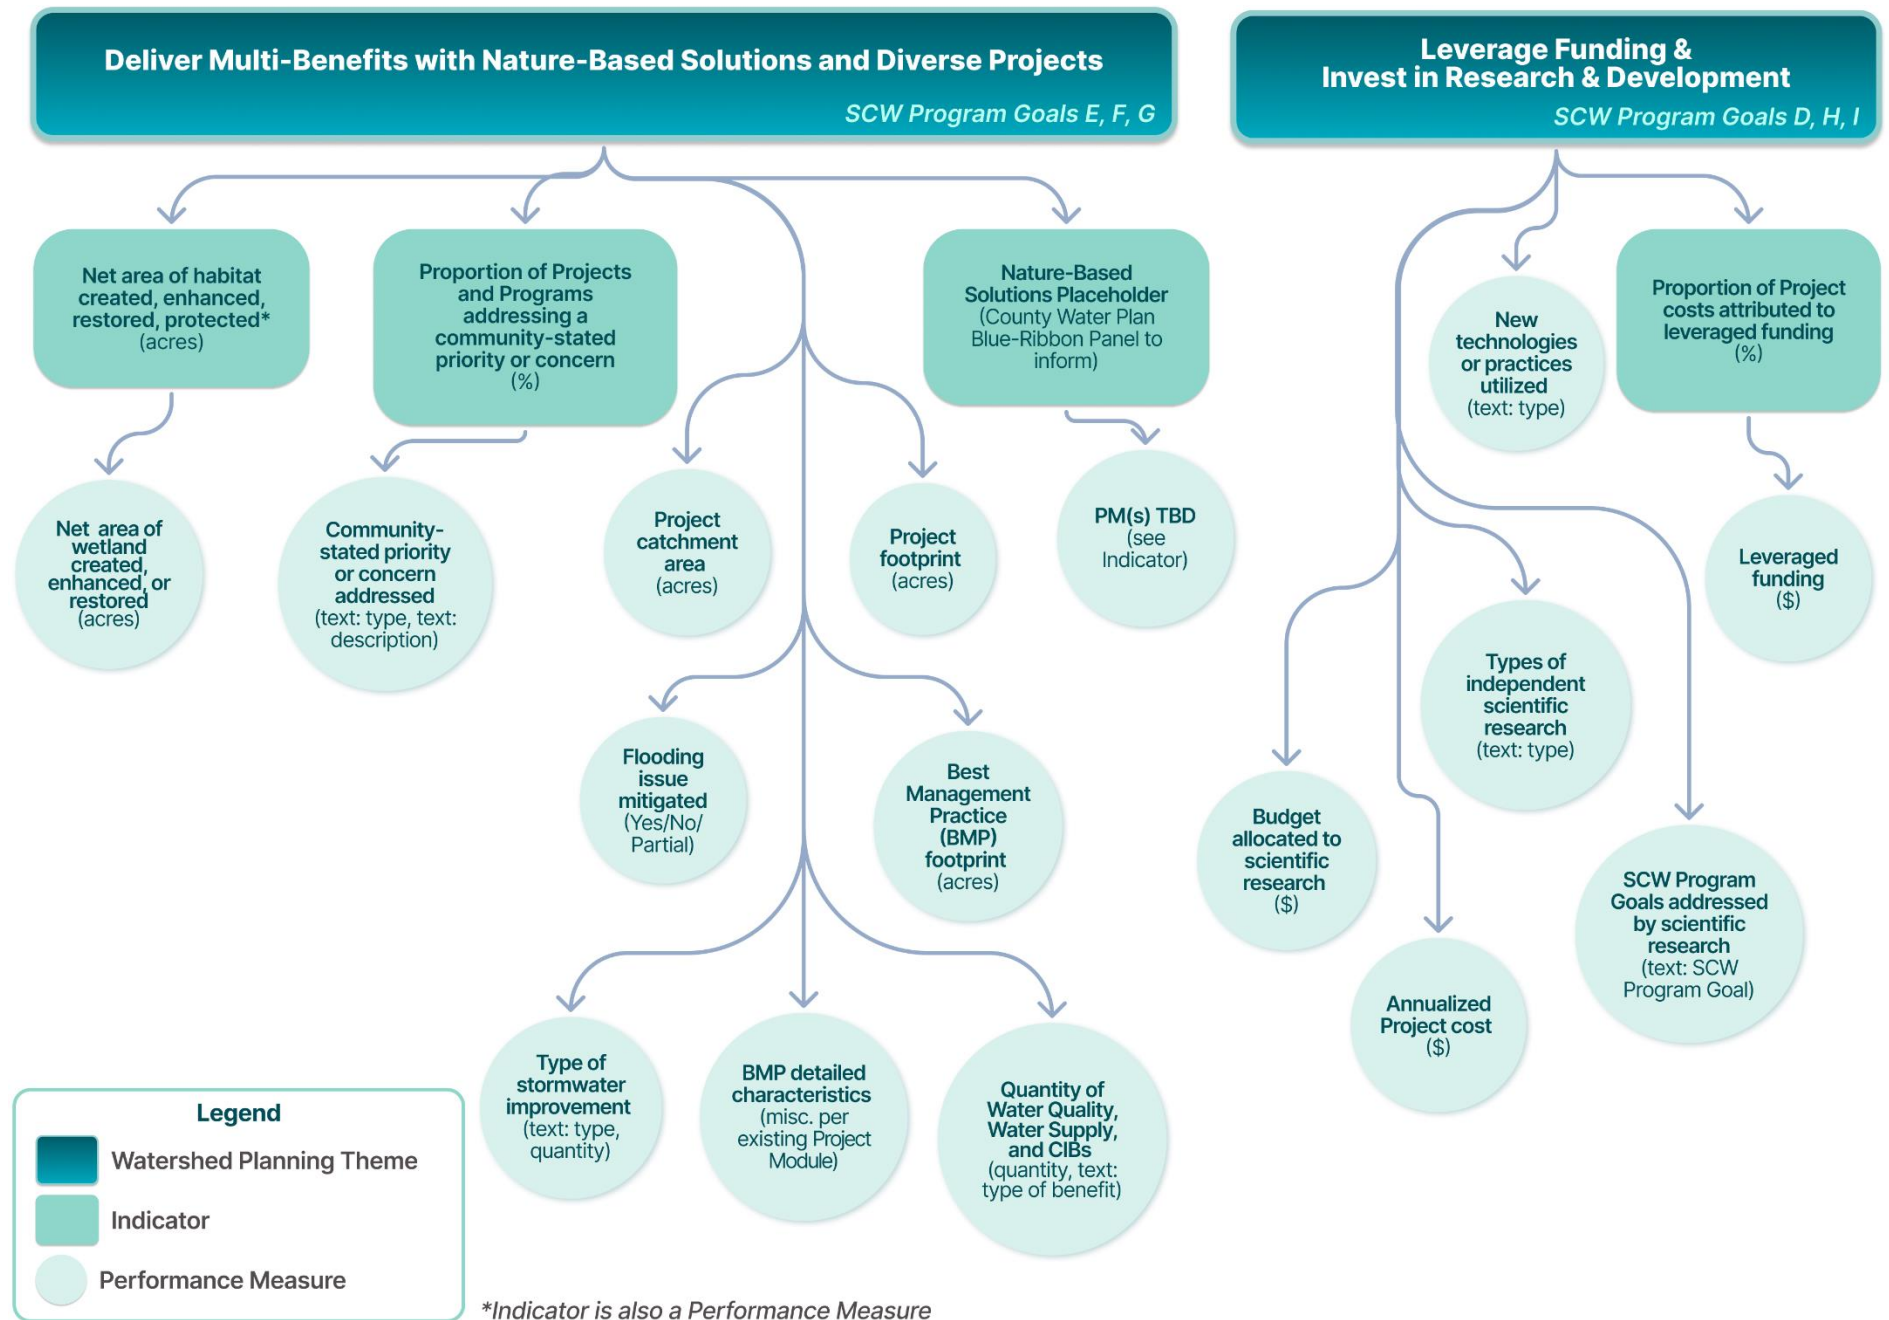 Deliver Multi-Benefits with Nature-Based Solutions and Diverse Projects
SCW Program Goals E, F, G
Leverage Funding &
Invest in Research & Development
SCW Program Goals D, H, I
Net area of habitat
created, enhanced,
restored, protected*
(acres)
Proportion of Projects
and Programs
addressing a
community-stated
priority or concern
(%)
Nature-Based
Solutions Placeholder
(County Water Plan
Blue-Ribbon Panel to
inform)
New
technologies
or practices
utilized
(text: type)
Proportion of Project
costs attributed to
leveraged funding
(%)
Net area of
wetland
created,
enhanced, or
restored
(acres)
Community-
stated priority
or concern
addressed
(text: type, text:
description)
Project
catchment
area
(acres)
Project
footprint
(acres)
PM(s) TBD
(see
Indicator)
Leveraged
funding
($)
Types of
independent
scientific
research
(text: type)
Flooding
issue
mitigated
(Yes/No/
Partial)
Best
Management
Practice
(BMP)
footprint
(acres)
Budget
allocated to
scientific
research
($)
SCW Program
Goals addressed
by scientific
research
(text: SCW
Program Goal)
Annualized
Project cost
($)
Type of
stormwater
improvement
(text: type,
quantity)
BMP detailed
characteristics
(misc. per
existing Project
Module)
Quantity of
Water Quality,
Water Supply,
and CIBs
(quantity, text:
type of benefit)
Legend
Watershed Planning Theme
Indicator
Performance Measure
*Indicator is also a Performance Measure